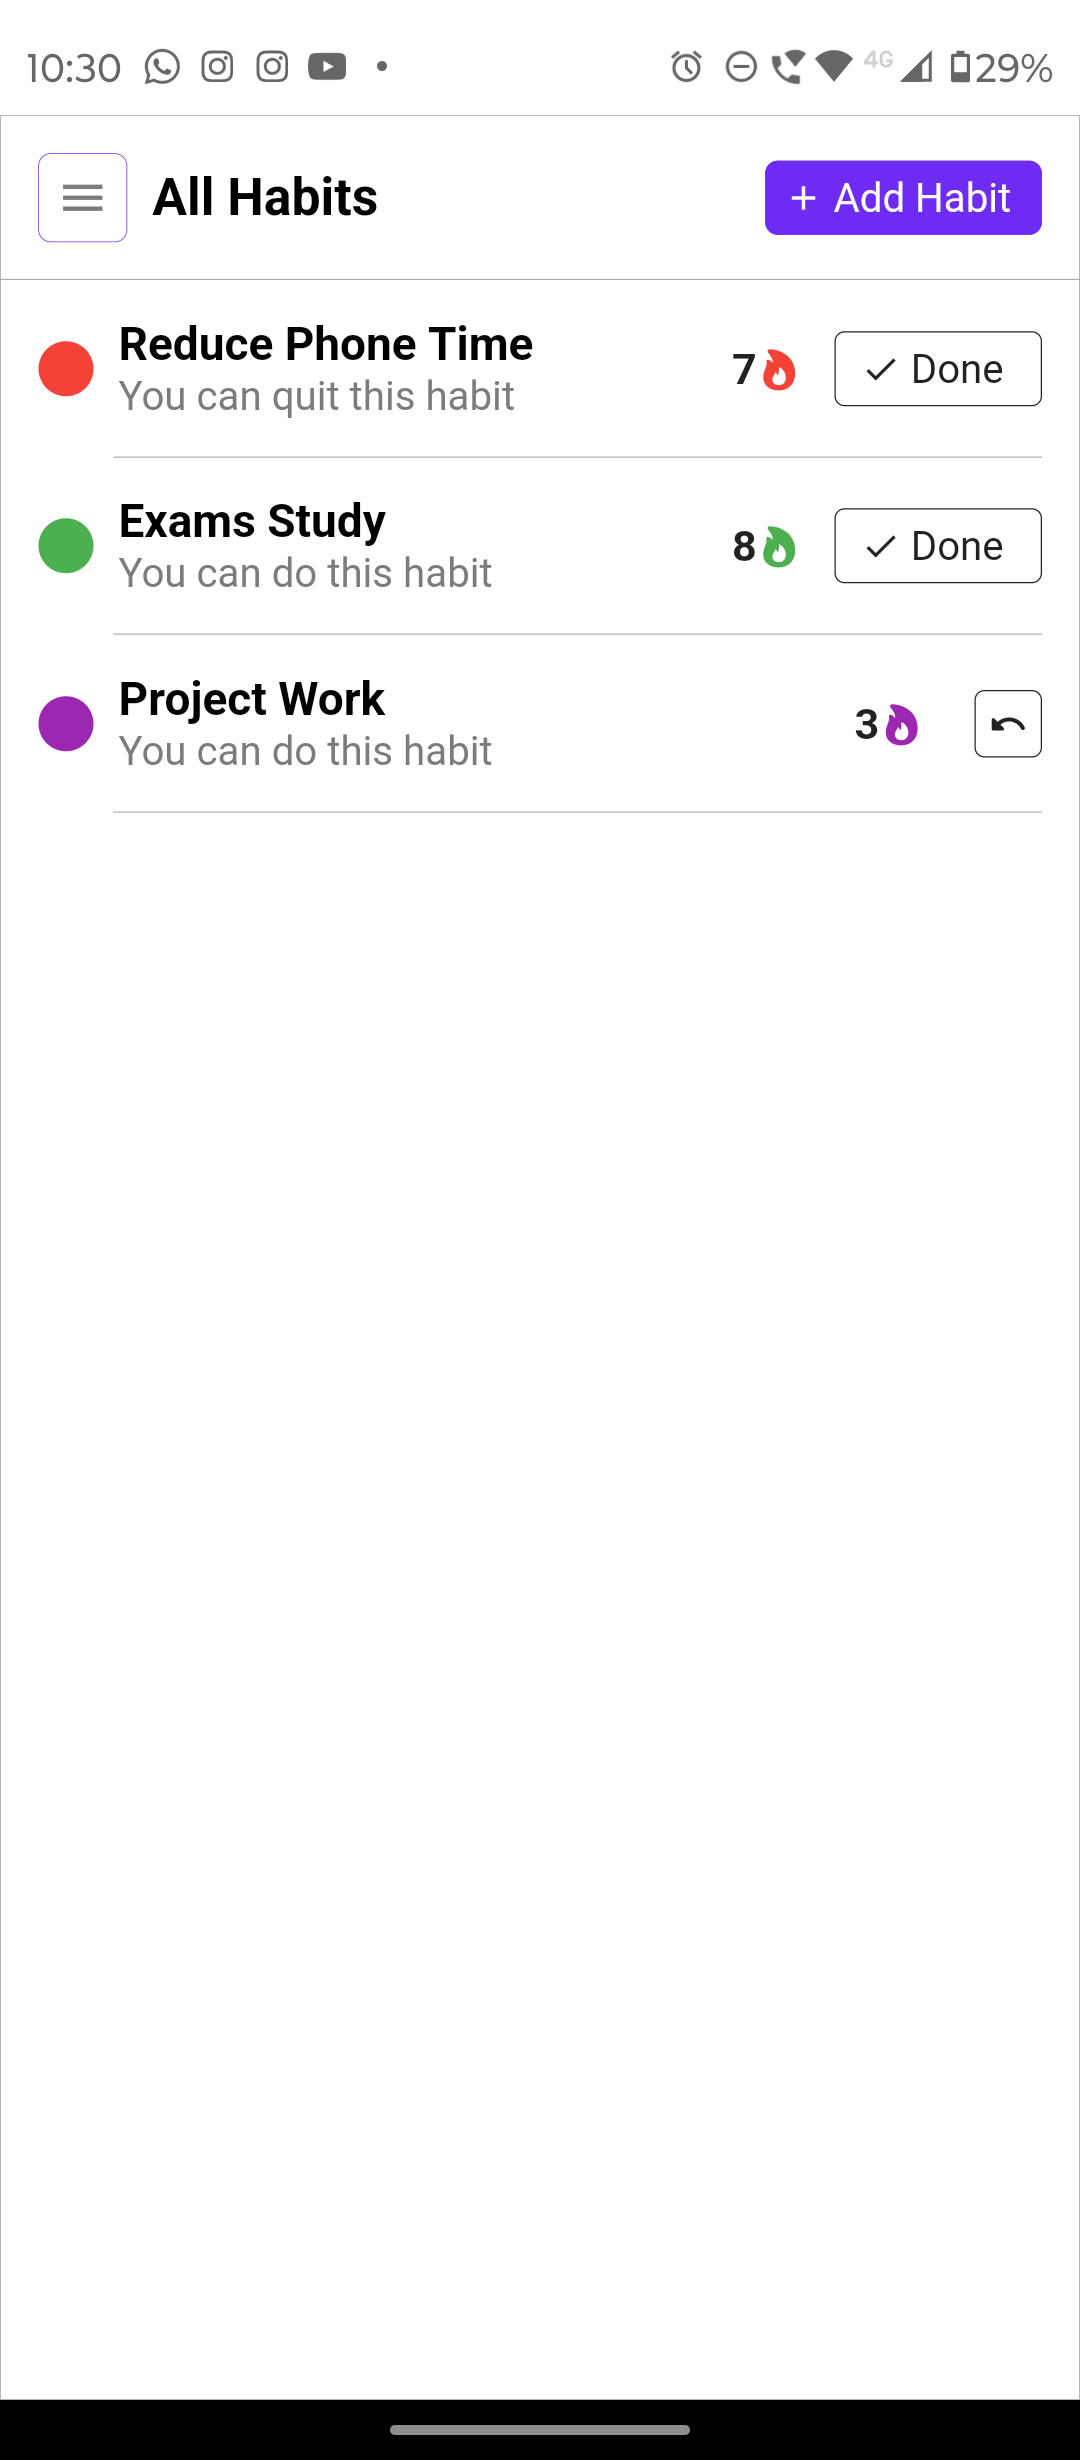 10:30 4G 29%
All Habits + Add Habit
Reduce Phone Time
You can quit this habit
7 Done
Exams Study
You can do this habit
8 Done
Project Work
You can do this habit
3